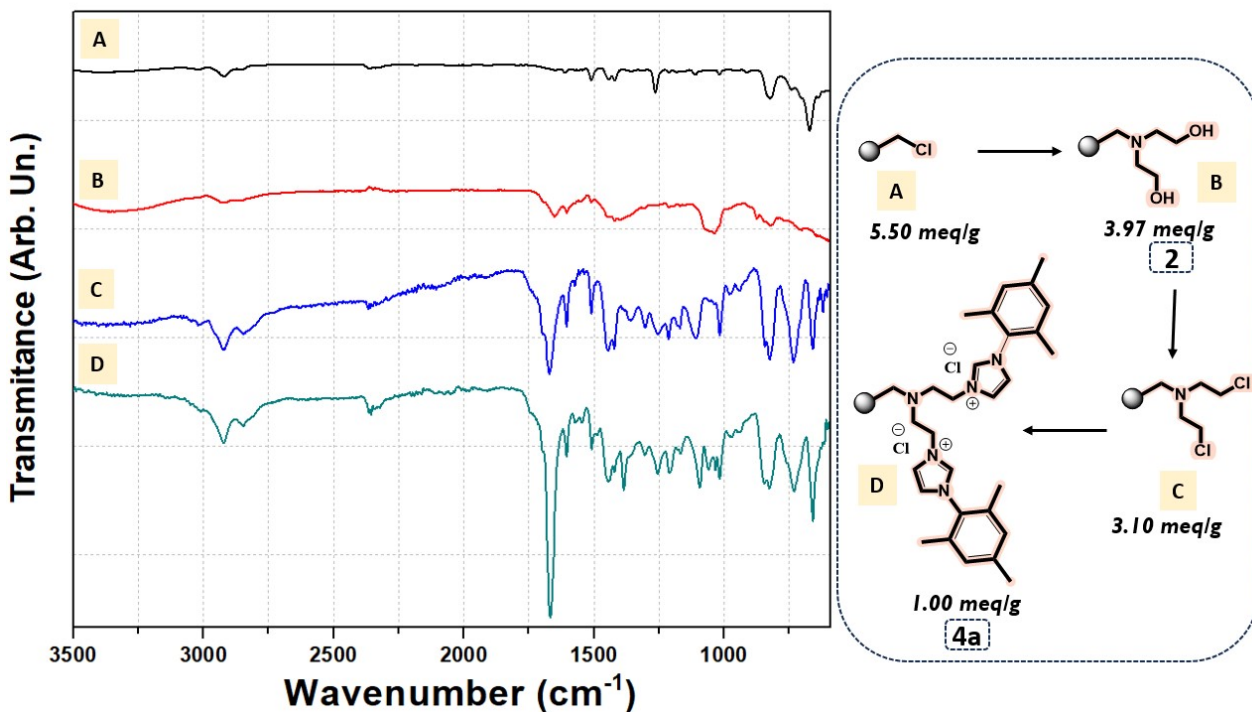 Transmitance (Arb. Un.)
A
B
C
D
3500 3000 2500 2000 1500 1000
Wavenumber (cm-1)
Cl
A
5.50 meq/g
N
OH
OH
B
3.97 meq/g
2
N
Cl
Cl
C
3.10 meq/g
N
⊖
Cl
N
N
⊕
⊖
Cl
N
⊕
N
D
1.00 meq/g
4a